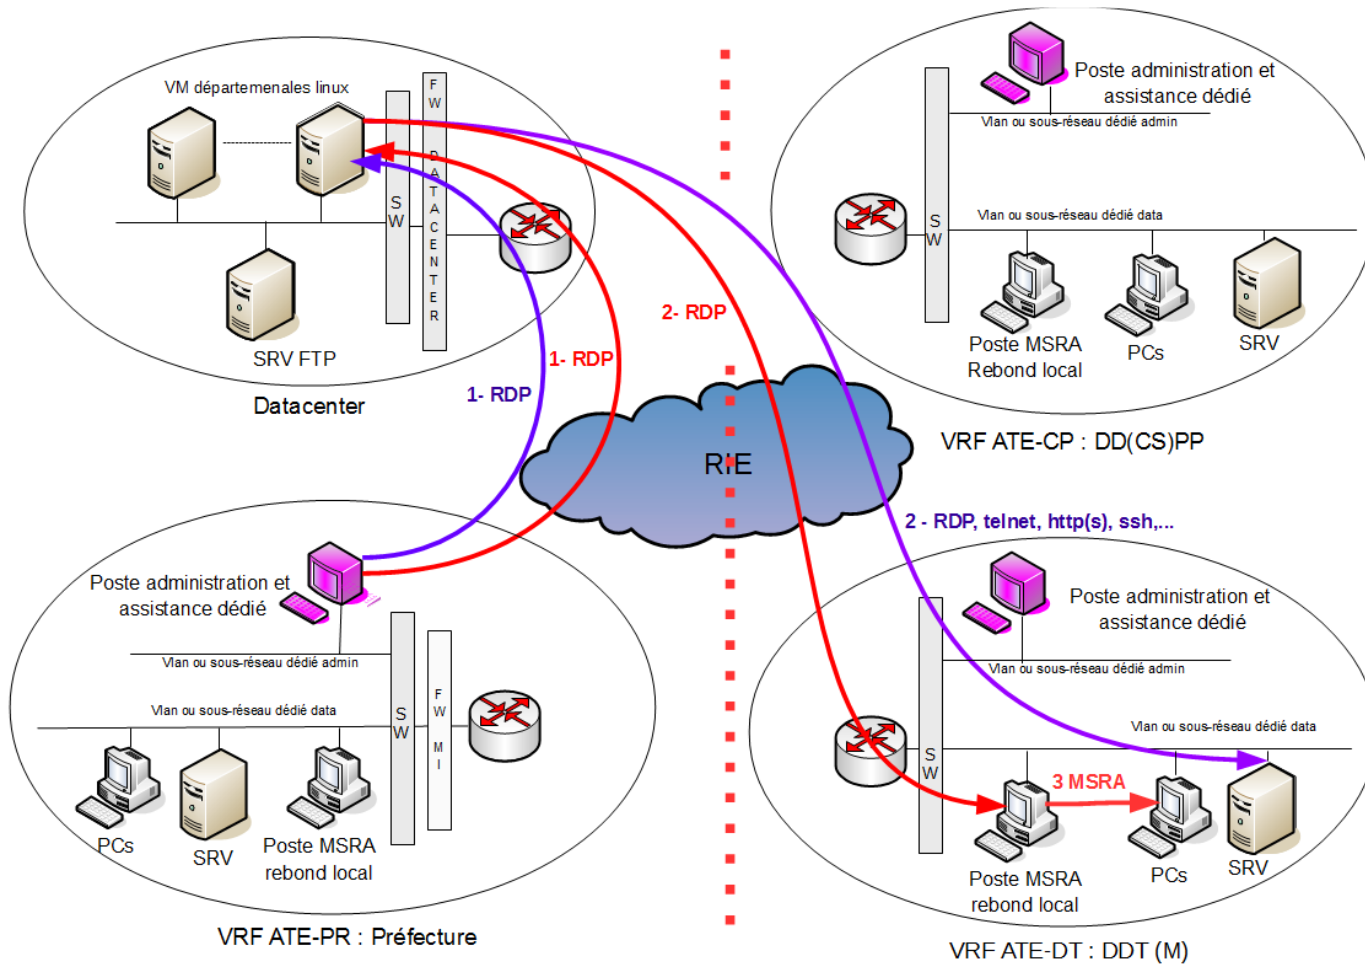 VM départemenales linux
FW DATACENTER
SW
SRV FTP
Datacenter
1- RDP
1- RDP
2- RDP
RIE
Poste administration et
assistance dédié
Vlan ou sous-réseau dédié admin
SW
Vlan ou sous-réseau dédié data
Poste MSRA
Rebond local
PCs
SRV
VRF ATE-CP : DD(CS)PP
2 - RDP, telnet, http(s), ssh,...
Poste administration et
assistance dédié
Vlan ou sous-réseau dédié admin
Vlan ou sous-réseau dédié data
SW
FW MI
PCs
SRV
Poste MSRA
rebond local
VRF ATE-PR : Préfecture
Poste administration et
assistance dédié
Vlan ou sous-réseau dédié admin
Vlan ou sous-réseau dédié data
SW
3 MSRA
Poste MSRA
rebond local
PCs
SRV
VRF ATE-DT : DDT (M)